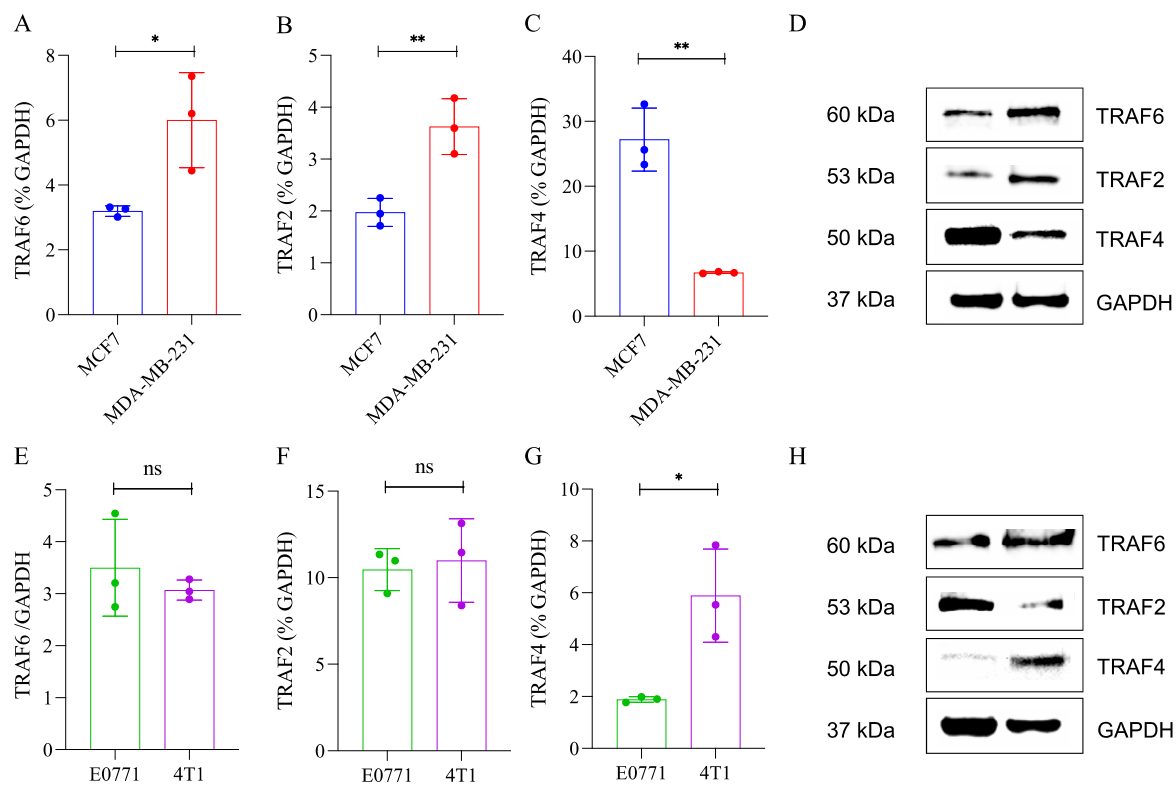 A
*
TRAF6 (% GAPDH)
8
6
4
2
0
MCF7
MDA-MB-231
B
**
TRAF2 (% GAPDH)
5
4
3
2
1
0
MCF7
MDA-MB-231
C
**
TRAF4 (% GAPDH)
40
30
20
10
0
MCF7
MDA-MB-231
D
60 kDa TRAF6
53 kDa TRAF2
50 kDa TRAF4
37 kDa GAPDH
E
ns
TRAF6 /GAPDH
5
4
3
2
1
0
E0771 4T1
F
ns
TRAF2 (% GAPDH)
15
10
5
0
E0771 4T1
G
*
TRAF4 (% GAPDH)
10
8
6
4
2
0
E0771 4T1
H
60 kDa TRAF6
53 kDa TRAF2
50 kDa TRAF4
37 kDa GAPDH